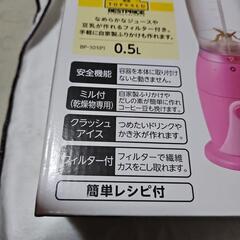 TOPVALU
BESTPRICE
なめらかなジュースや
豆乳が作れるフィルター付き。
手軽に自家製ふりかけも作れます。
0.5L
安全機能
容器を本体に取り付け
ないと動きません。
ミル付
(乾燥物専用)
自家製ふりかけや
だしの素が簡単に作れます
コーヒー豆も挽けます。
クラッシュ
アイス
つめたいドリンクや
かき氷が作れます。
フィルター付
フィルターで繊維
カスをこし取れます。
簡単レシピ付